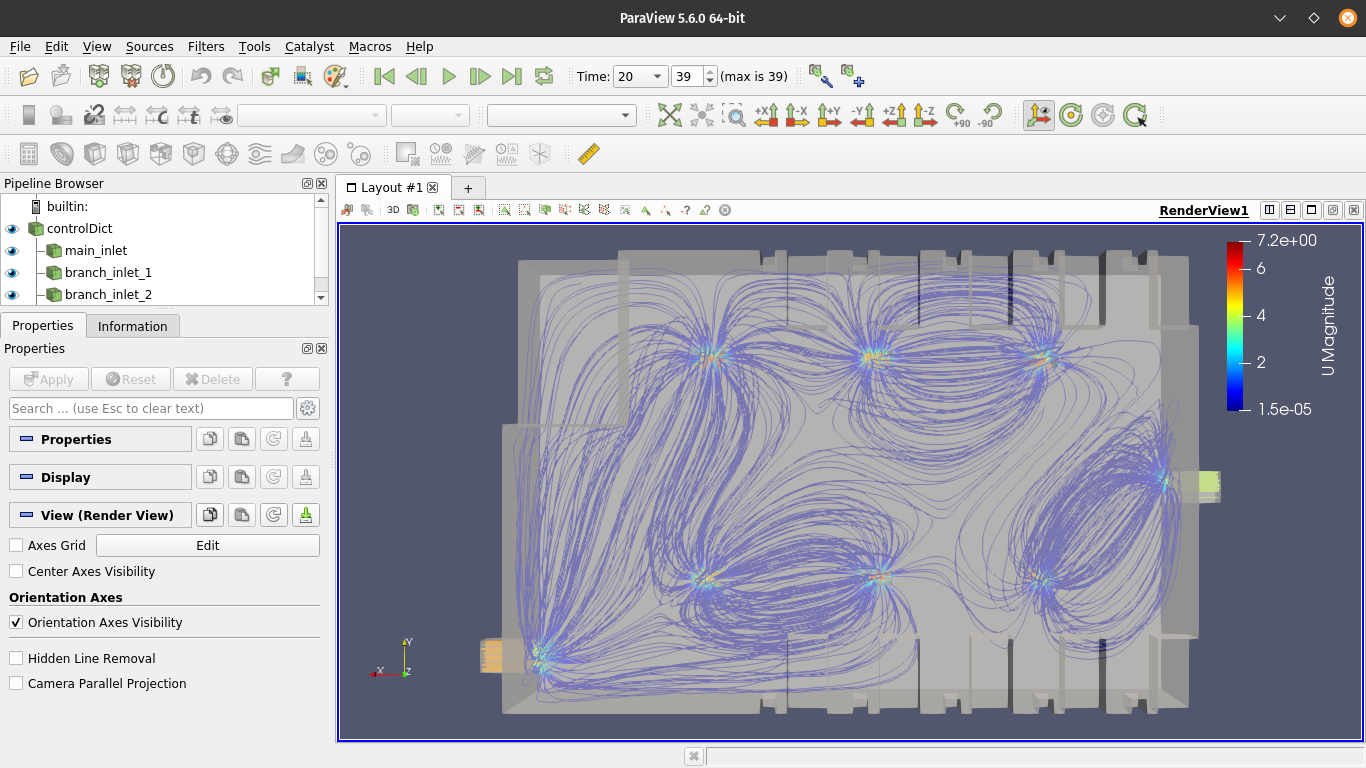 ParaView 5.6.0 64-bit
File Edit View Sources Filters Tools Catalyst Macros Help
Time: 20 39 (max is 39)
+X -X +Y -Y +Z -Z +90 -90
Pipeline Browser
builtin:
controlDict
main_inlet
branch_inlet_1
branch_inlet_2
Properties Information
Properties
Apply Reset Delete ?
Search ... (use Esc to clear text)
Properties
Display
View (Render View)
Axes Grid Edit
Center Axes Visibility
Orientation Axes
Orientation Axes Visibility
Hidden Line Removal
Camera Parallel Projection
Layout #1 +
3D RenderView1
7.2e+00
6
4
2
1.5e-05
U Magnitude
Y
X Z